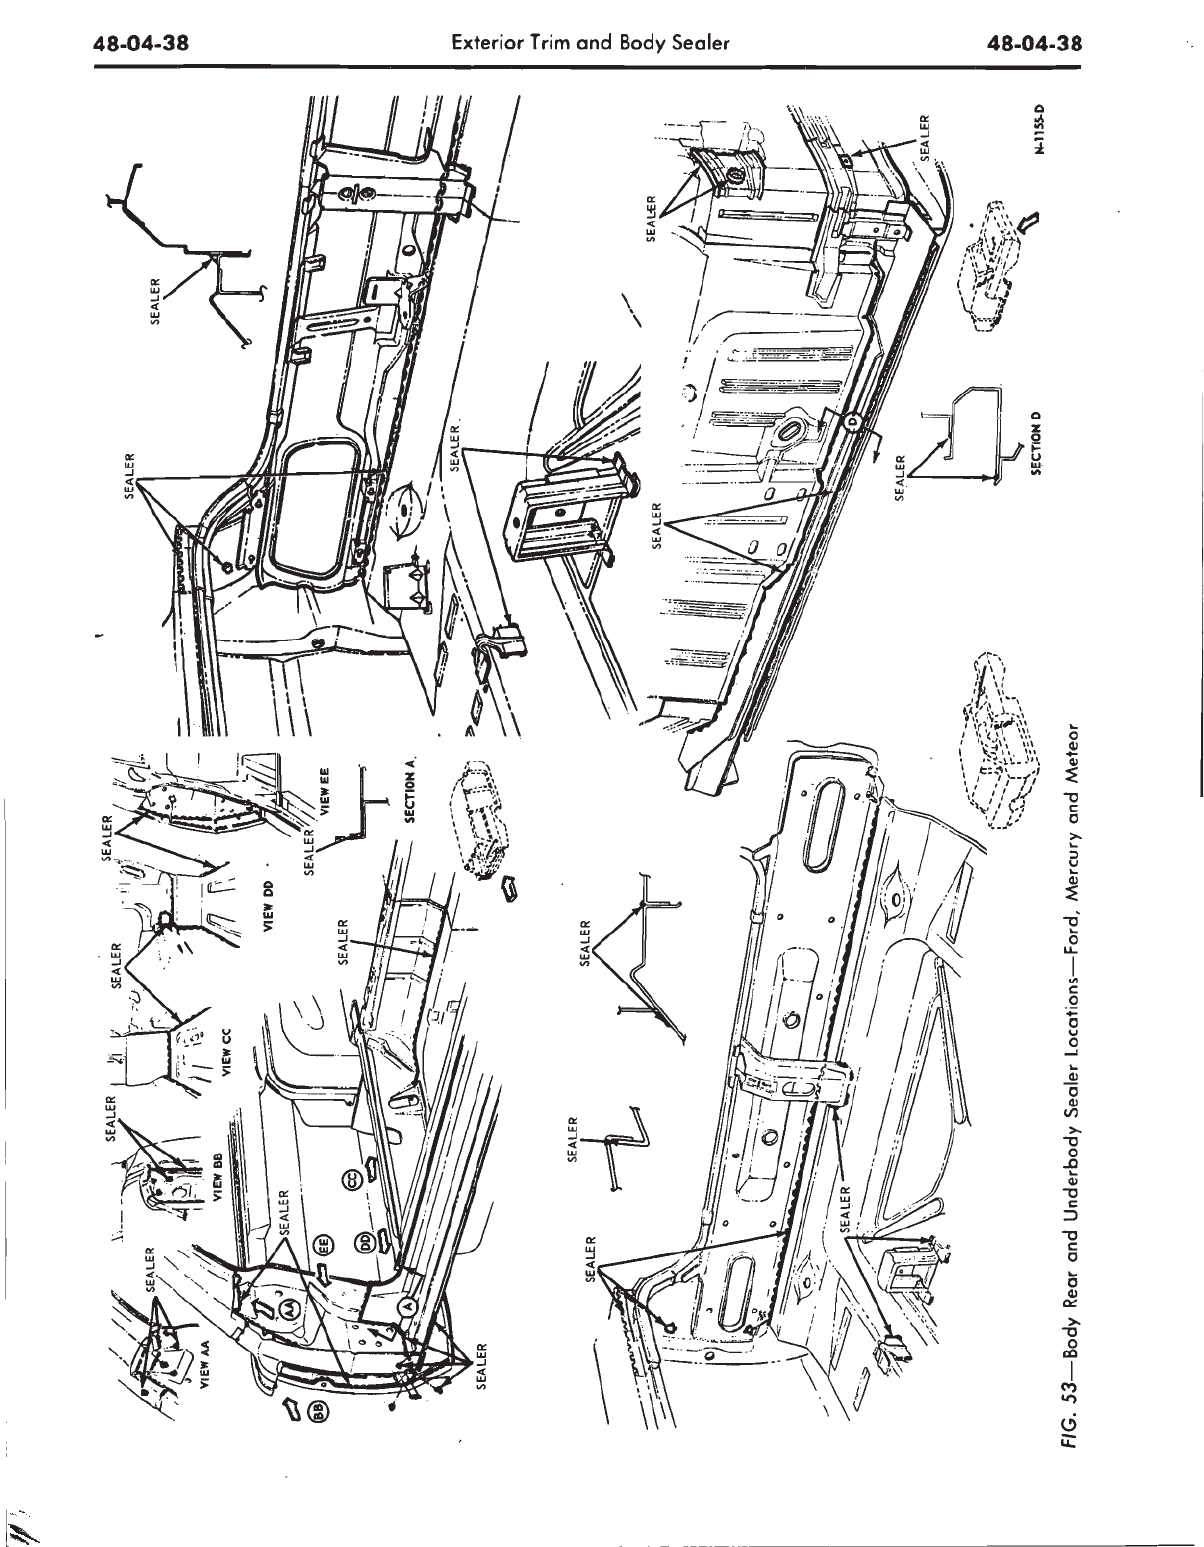 48-04-38 Exterior Trim and Body Sealer 48-04-38
SEALER
SEALER
SEALER
SEALER
SEALER
N-1155-D
SEALER
SEALER
SECTION D
D
SEALER
VIEW EE
SEALER
SECTION A
VIEW DD
SEALER
SEALER
VIEW CC
SEALER
VIEW BB
SEALER
VIEW AA
SEALER
EE
CC
DD
AA
A
BB
SEALER
SEALER
SEALER
SEALER
SEALER
FIG. 53—Body Rear and Underbody Sealer Locations—Ford, Mercury and Meteor